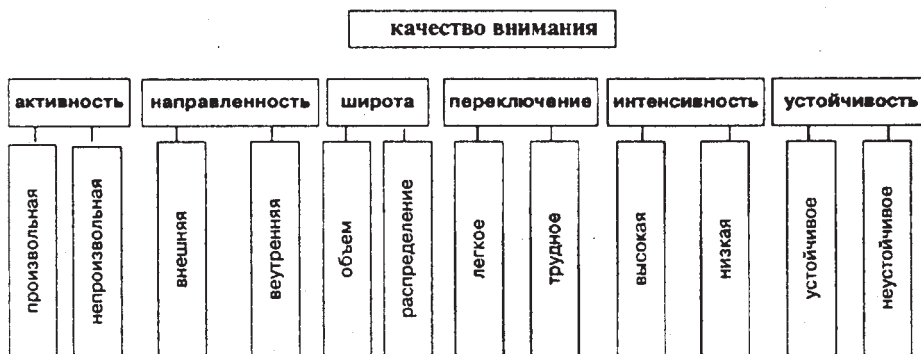 качество внимания
активность
направленность
широта
переключение
интенсивность
устойчивость
произвольная
непроизвольная
внешняя
веутренняя
объем
распределение
легкое
трудное
высокая
низкая
устойчивое
неустойчивое